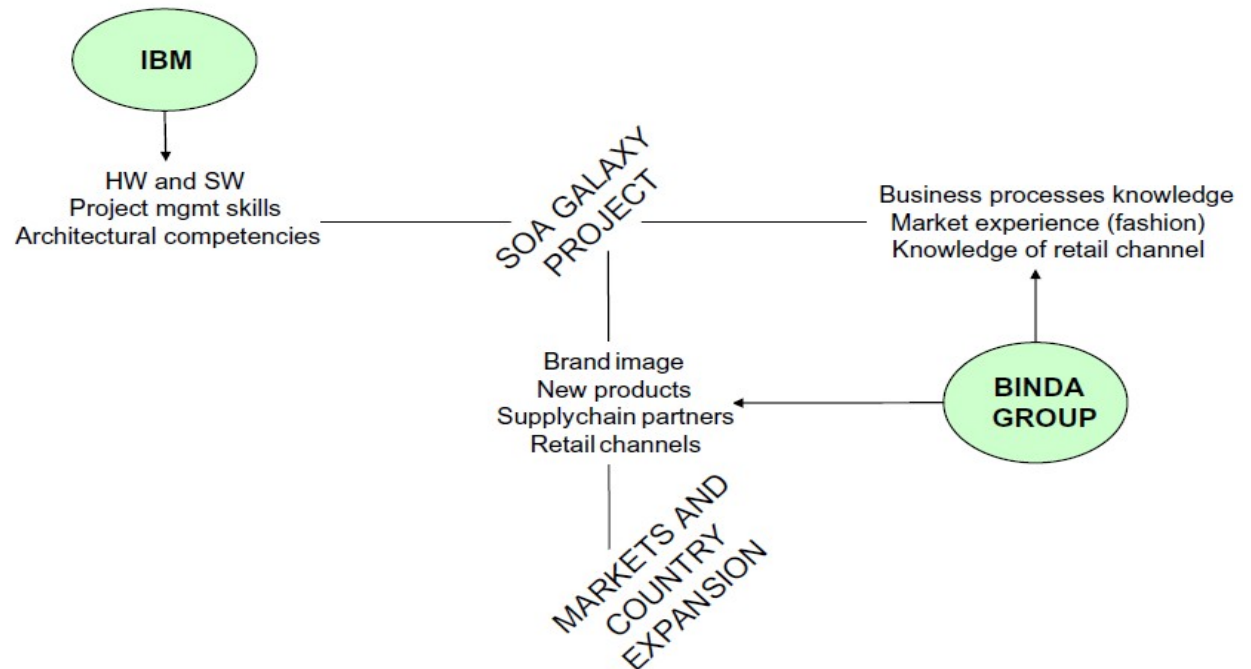 IBM
HW and SW
Project mgmt skills
Architectural competencies
SOA GALAXY
PROJECT
Business processes knowledge
Market experience (fashion)
Knowledge of retail channel
Brand image
New products
Supplychain partners
Retail channels
BINDA
GROUP
MARKETS AND
COUNTRY
EXPANSION